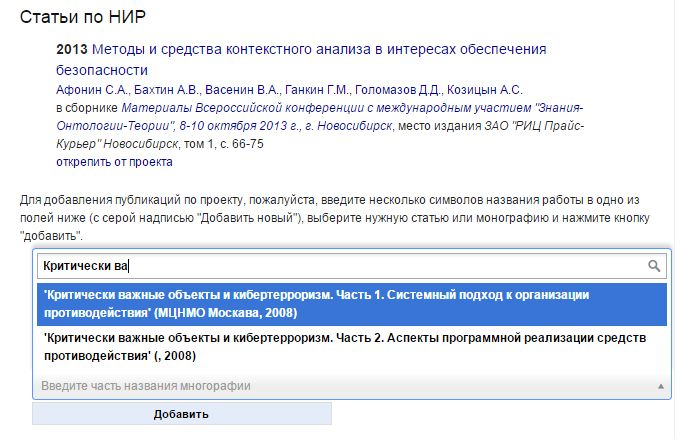 Статьи по НИР
2013 Методы и средства контекстного анализа в интересах обеспечения
безопасности
Афонин С.А., Бахтин А.В., Васенин В.А., Ганкин Г.М., Голомазов Д.Д., Козицын А.С.
в сборнике Материалы Всероссийской конференции с международным участием "Знания-
Онтологии-Теории", 8-10 октября 2013 г., г. Новосибирск, место издания ЗАО "РИЦ Прайс-
Курьер" Новосибирск, том 1, с. 66-75
открепить от проекта
Для добавления публикаций по проекту, пожалуйста, введите несколько символов названия работы в одно из
полей ниже (с серой надписью "Добавить новый"), выберите нужную статью или монографию и нажмите кнопку
"добавить".
Критически ва
'Критически важные объекты и кибертерроризм. Часть 1. Системный подход к организации
противодействия' (МЦНМО Москава, 2008)
'Критически важные объекты и кибертерроризм. Часть 2. Аспекты программной реализации средств
противодействия' (, 2008)
Введите часть названия многорафии
Добавить